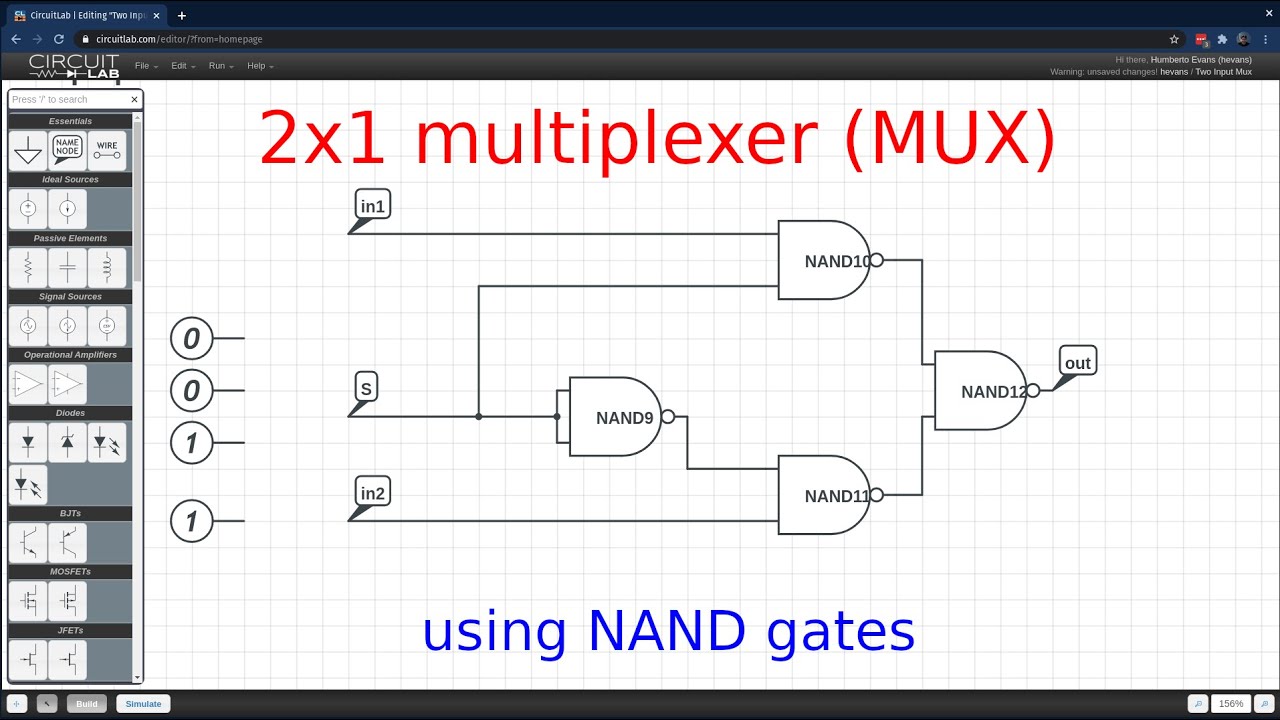 CircuitLab | Editing "Two Inp
circuitlab.com/editor/?from=homepage
3
CIRCUIT
LAB
File
Edit
Run
Help
Hi there, Humberto Evans (hevans)
Warning: unsaved changes! hevans / Two Input Mux
Press '/' to search
Essentials
NAME
NODE
WIRE
Ideal Sources
Passive Elements
Signal Sources
Operational Amplifiers
Diodes
BJTs
MOSFETs
JFETs
2x1 multiplexer (MUX)
in1
NAND10
0
0
1
1
S
NAND9
in2
NAND11
NAND12
out
using NAND gates
Build
Simulate
156%